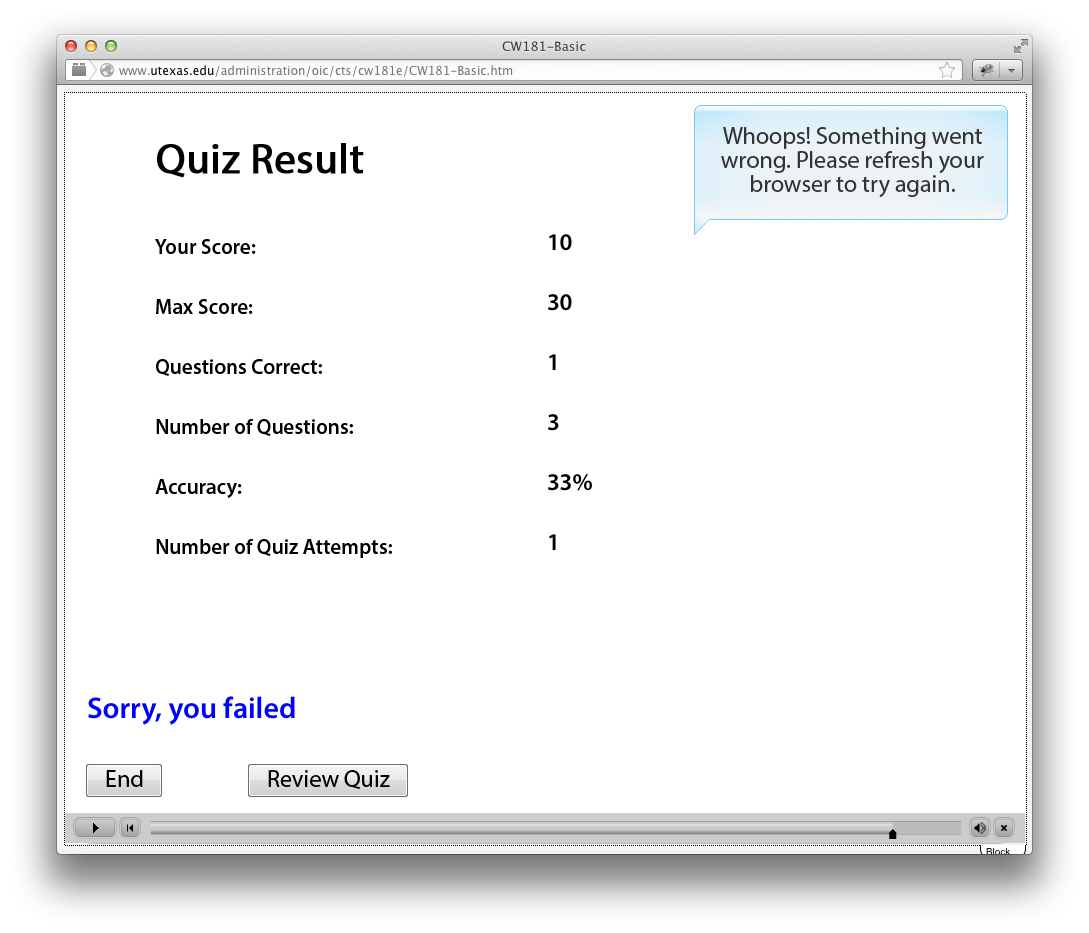 CW181-Basic
www.utexas.edu/administration/oic/cts/cw181e/CW181-Basic.htm
Whoops! Something went
wrong. Please refresh your
browser to try again.
Quiz Result
Your Score: 10
Max Score: 30
Questions Correct: 1
Number of Questions: 3
Accuracy: 33%
Number of Quiz Attempts: 1
Sorry, you failed
End Review Quiz
Block